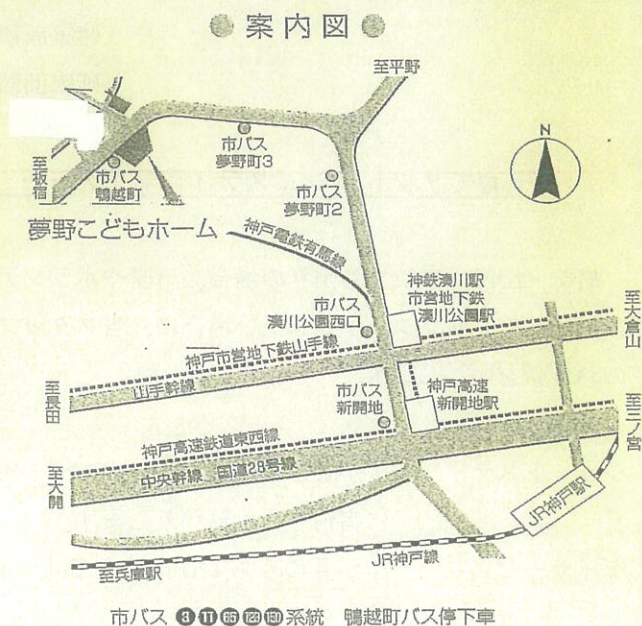 案内図
至平野
N
市バス
夢野町3
至板宿
市バス
鵯越町
市バス
夢野町2
夢野こどもホーム
神戸電鉄有馬線
神鉄湊川駅
市営地下鉄
湊川公園駅
市バス
湊川公園西口
至大倉山
神戸市営地下鉄山手線
山手幹線
至長田
市バス
新開地
神戸高速
新開地駅
至三ノ宮
神戸高速鉄道東西線
中央幹線 国道28号線
至大開
JR神戸駅
JR神戸線
至兵庫駅
市バス 3 11 65 123 150 系統 鵯越町バス停下車